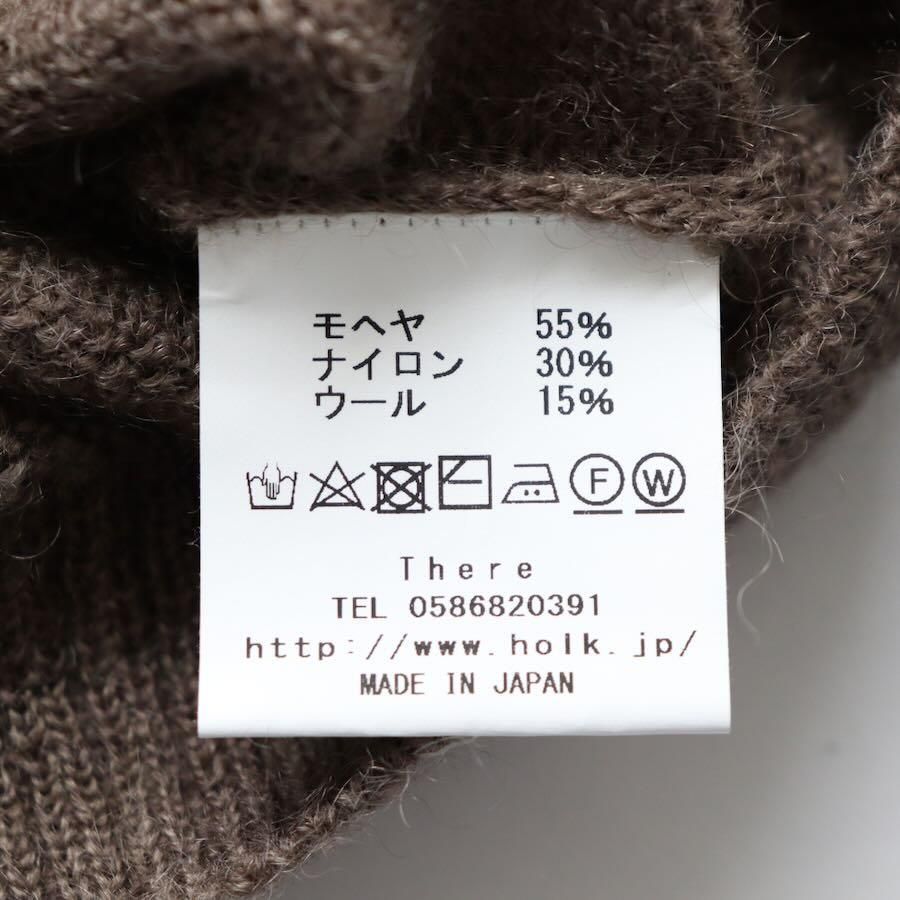 モヘヤ 55%
ナイロン 30%
ウール 15%
F W
There
TEL 0586820391
http://www.holk.jp/
MADE IN JAPAN